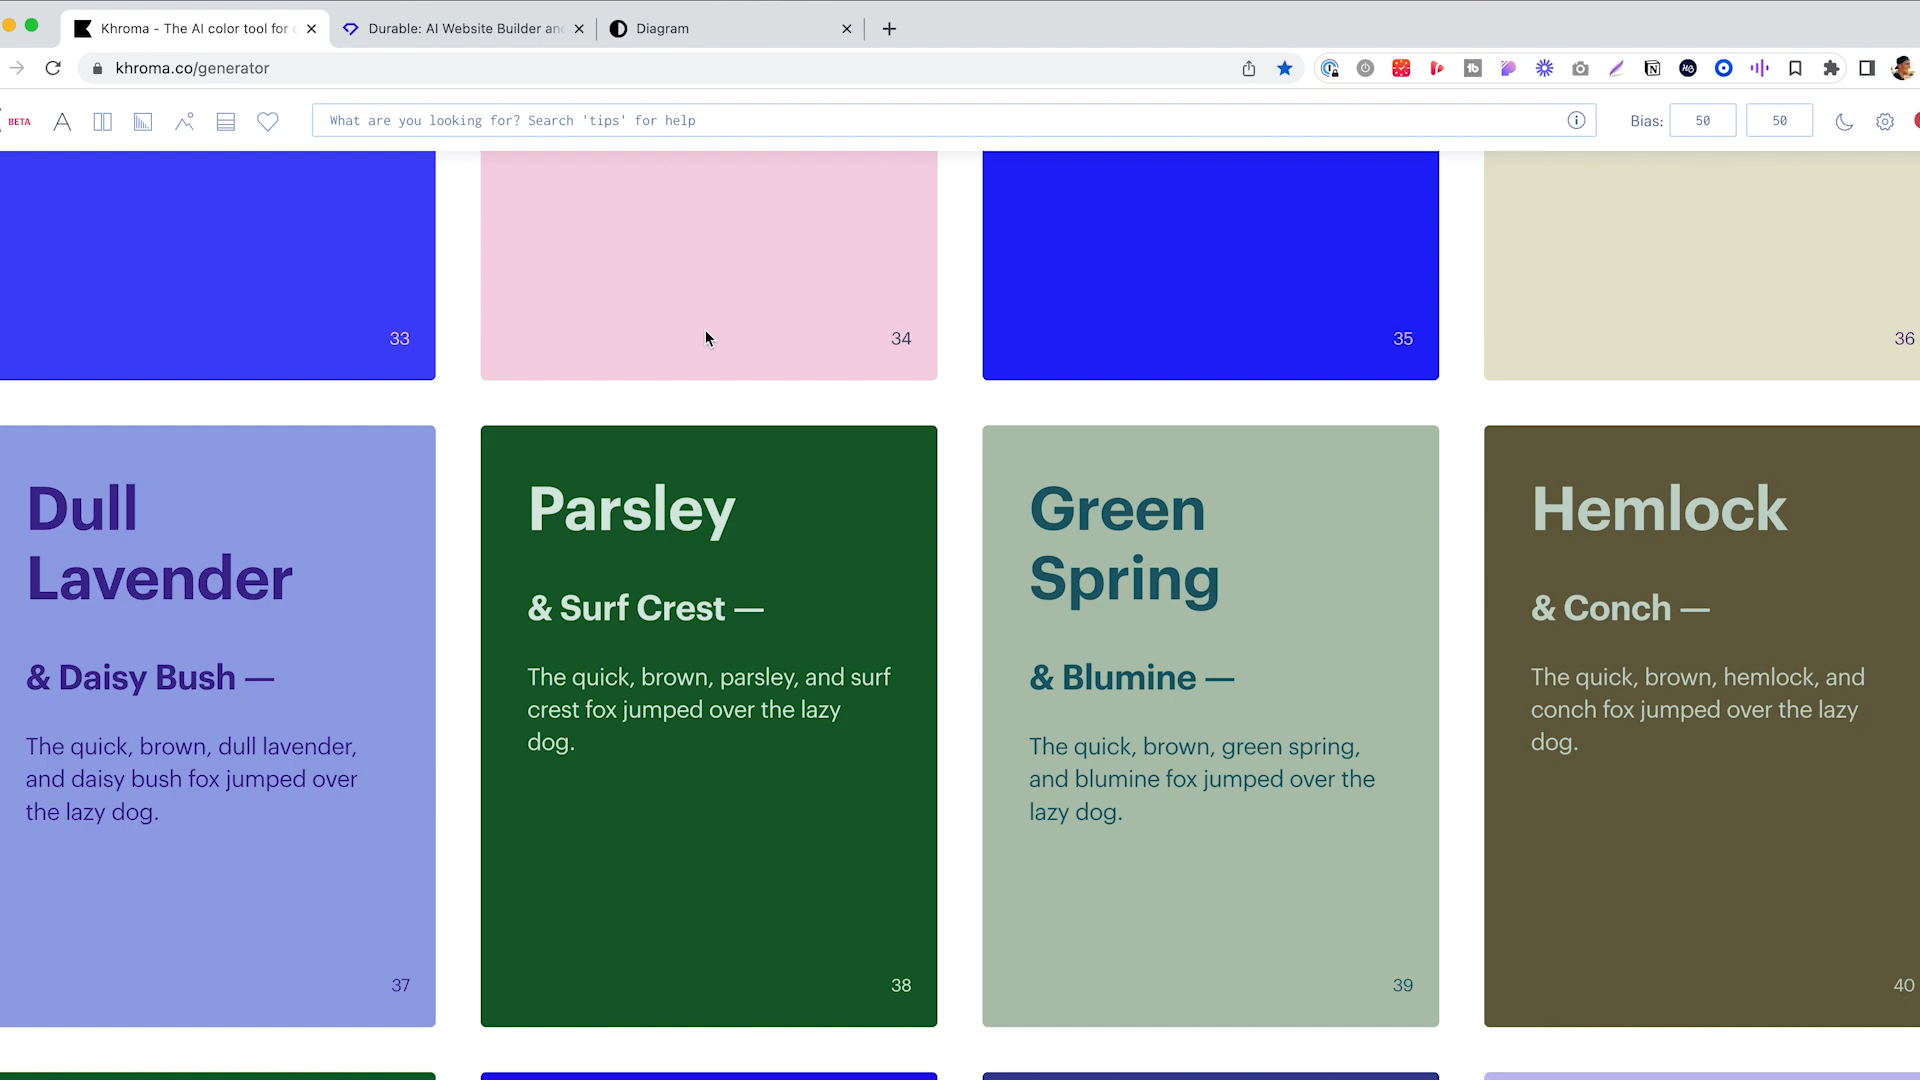 Khroma - The AI color tool for
Durable: AI Website Builder an
Diagram
khroma.co/generator
BETA
What are you looking for? Search 'tips' for help
Bias:
50
50
33
34
35
36
Dull
Lavender
& Daisy Bush —
The quick, brown, dull lavender,
and daisy bush fox jumped over
the lazy dog.
37
Parsley
& Surf Crest —
The quick, brown, parsley, and surf
crest fox jumped over the lazy
dog.
38
Green
Spring
& Blumine —
The quick, brown, green spring,
and blumine fox jumped over the
lazy dog.
39
Hemlock
& Conch —
The quick, brown, hemlock, and
conch fox jumped over the lazy
dog.
40